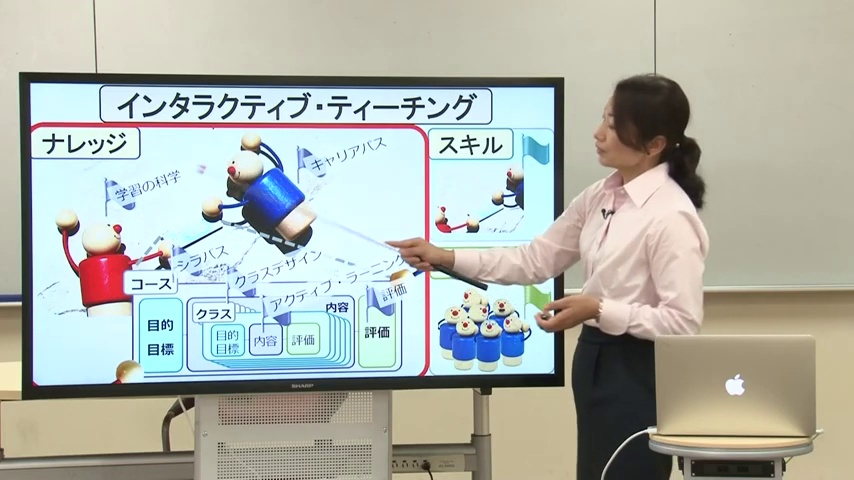 インタラクティブ・ティーチング
ナレッジ
スキル
キャリアパス
学習の科学
シラバス
クラスデザイン
アクティブ・ラーニング
評価
コース
目的
目標
クラス
内容
目的
目標
内容
評価
評価
SHARP